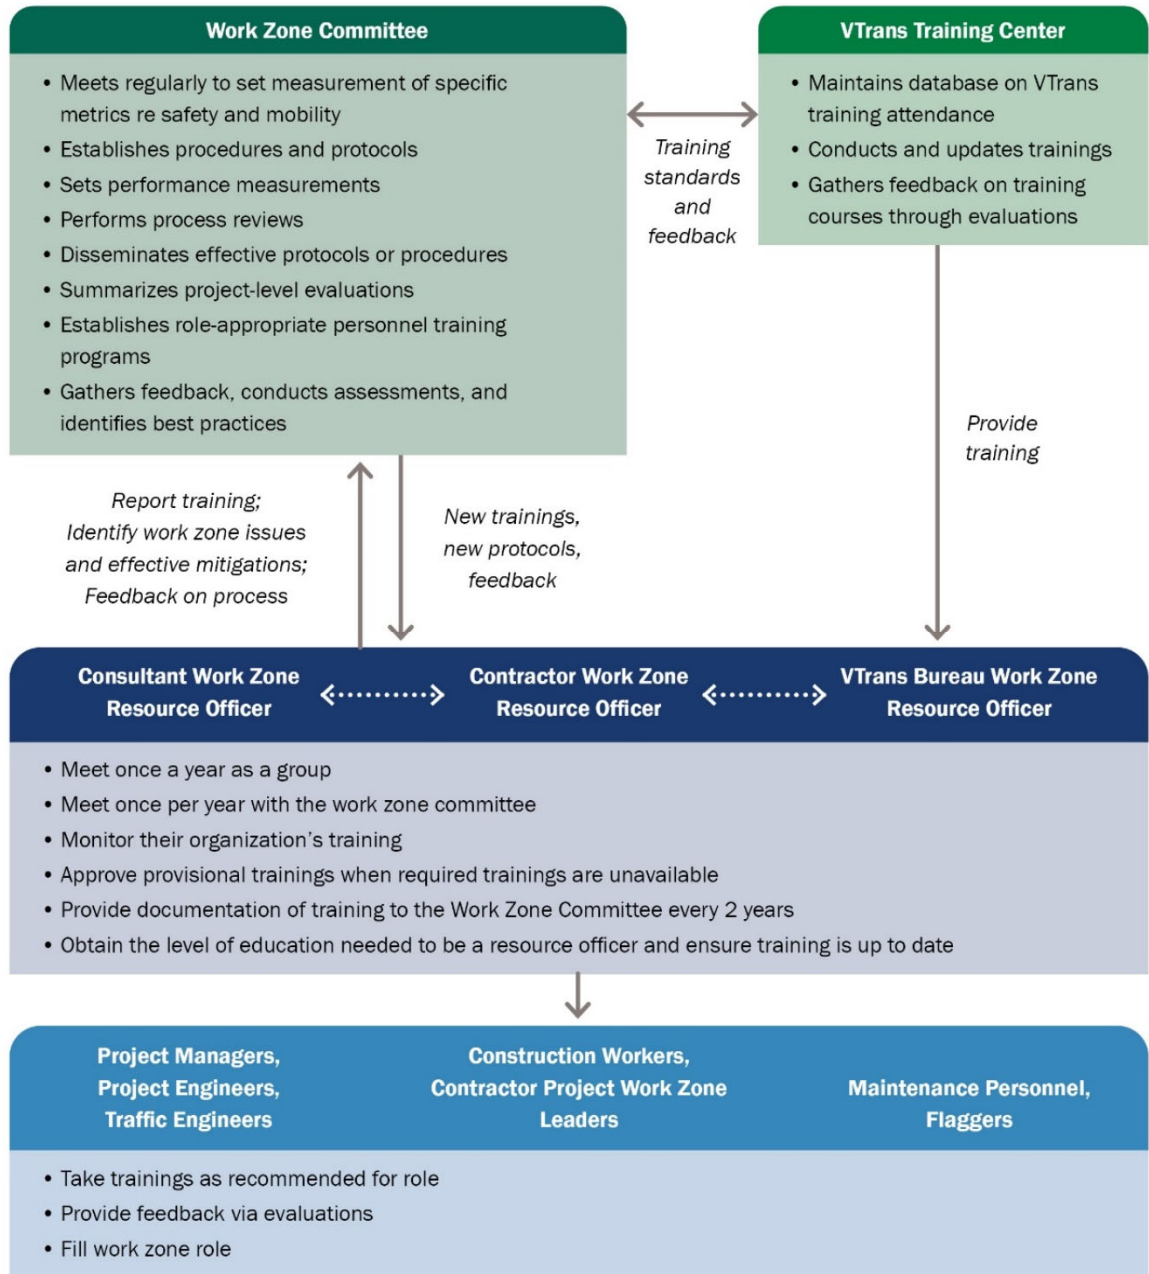 Work Zone Committee
• Meets regularly to set measurement of specific
metrics re safety and mobility
• Establishes procedures and protocols
• Sets performance measurements
• Performs process reviews
• Disseminates effective protocols or procedures
• Summarizes project-level evaluations
• Establishes role-appropriate personnel training
programs
• Gathers feedback, conducts assessments, and
identifies best practices
Training
standards
and
feedback
VTrans Training Center
• Maintains database on VTrans
training attendance
• Conducts and updates trainings
• Gathers feedback on training
courses through evaluations
Report training;
Identify work zone issues
and effective mitigations;
Feedback on process
New trainings,
new protocols,
feedback
Provide
training
Consultant Work Zone
Resource Officer
Contractor Work Zone
Resource Officer
VTrans Bureau Work Zone
Resource Officer
• Meet once a year as a group
• Meet once per year with the work zone committee
• Monitor their organization’s training
• Approve provisional trainings when required trainings are unavailable
• Provide documentation of training to the Work Zone Committee every 2 years
• Obtain the level of education needed to be a resource officer and ensure training is up to date
Project Managers,
Project Engineers,
Traffic Engineers
Construction Workers,
Contractor Project Work Zone
Leaders
Maintenance Personnel,
Flaggers
• Take trainings as recommended for role
• Provide feedback via evaluations
• Fill work zone role